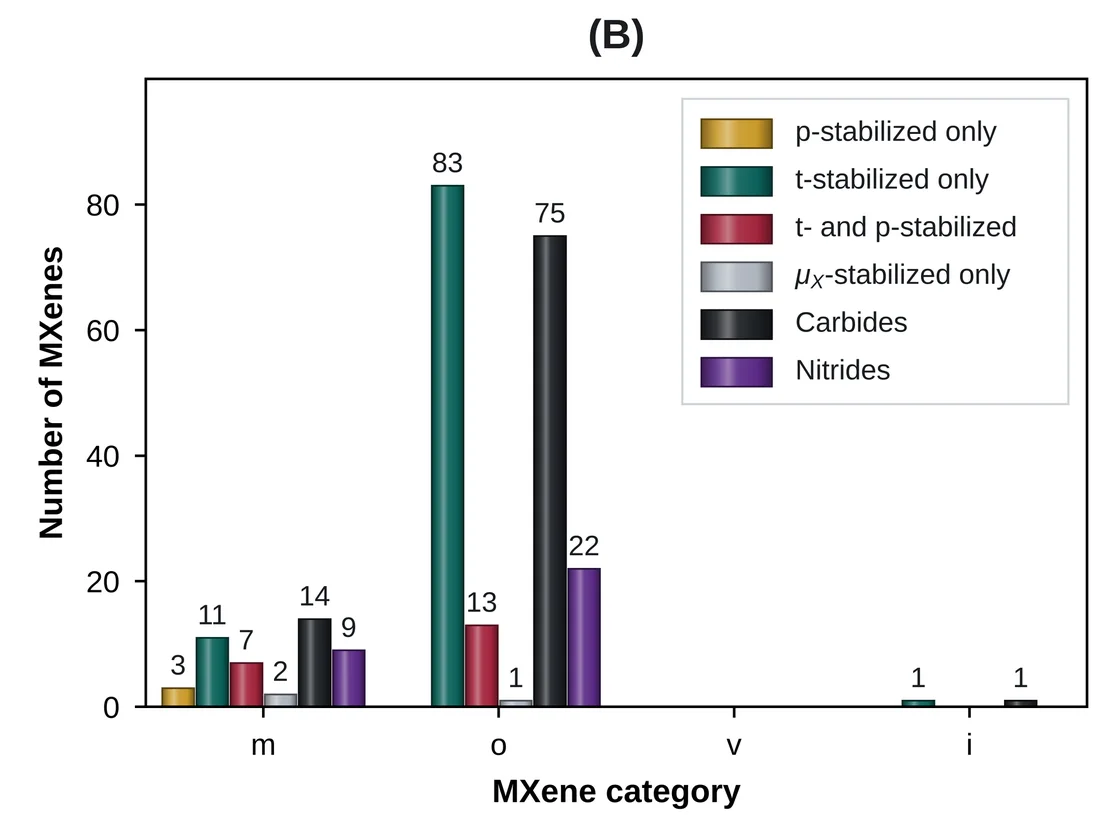 (B)
Number of MXenes
80
60
40
20
0
3
11
7
2
14
9
83
13
1
75
22
1
1
m
o
v
i
MXene category
p-stabilized only
t-stabilized only
t- and p-stabilized
μX-stabilized only
Carbides
Nitrides